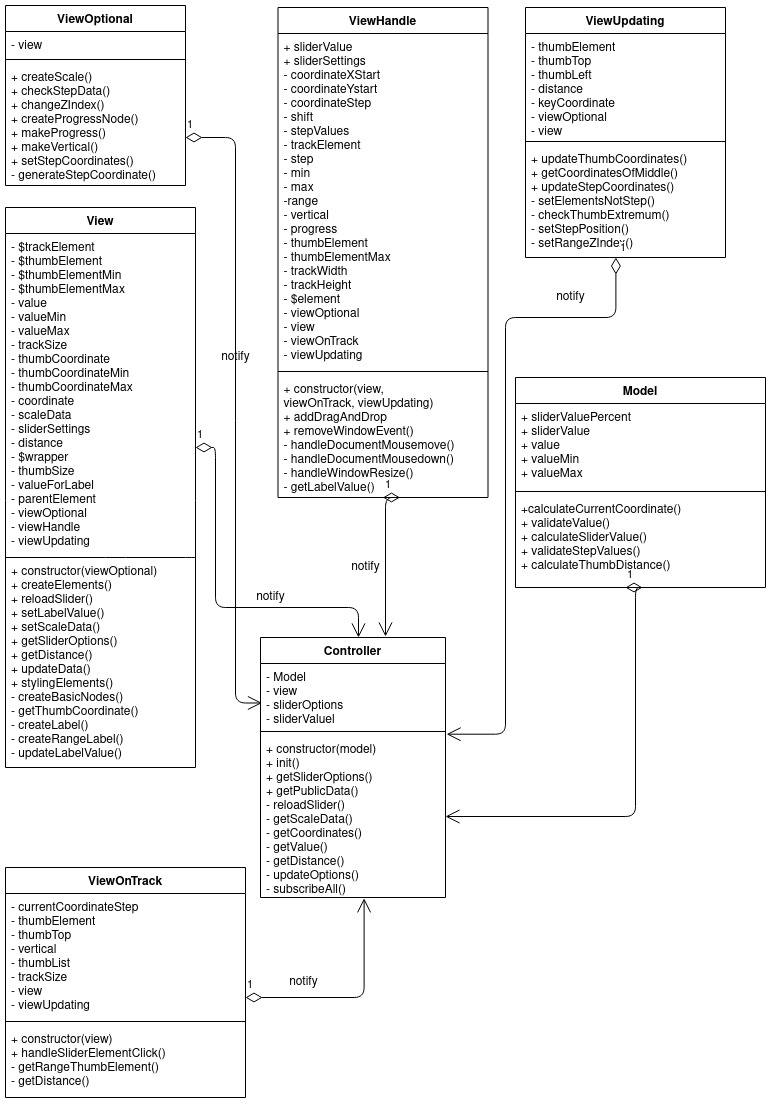 ViewOptional
- view
+ createScale()
+ checkStepData()
+ changeZIndex()
+ createProgressNode()
+ makeProgress()
+ makeVertical()
+ setStepCoordinates()
- generateStepCoordinate()
1
notify
View
- $trackElement
- $thumbElement
- $thumbElementMin
- $thumbElementMax
- value
- valueMin
- valueMax
- trackSize
- thumbCoordinate
- thumbCoordinateMin
- thumbCoordinateMax
- coordinate
- scaleData
- sliderSettings
- distance
- $wrapper
- thumbSize
- valueForLabel
- parentElement
- viewOptional
- viewHandle
- viewUpdating
+ constructor(viewOptional)
+ createElements()
+ reloadSlider()
+ setLabelValue()
+ setScaleData()
+ getSliderOptions()
+ getDistance()
+ updateData()
+ stylingElements()
- createBasicNodes()
- getThumbCoordinate()
- createLabel()
- createRangeLabel()
- updateLabelValue()
1
notify
ViewHandle
+ sliderValue
+ sliderSettings
- coordinateXStart
- coordinateYstart
- coordinateStep
- shift
- stepValues
- trackElement
- step
- min
- max
-range
- vertical
- progress
- thumbElement
- thumbElementMax
- trackWidth
- trackHeight
- $element
- viewOptional
- view
- viewOnTrack
- viewUpdating
+ constructor(view,
viewOnTrack, viewUpdating)
+ addDragAndDrop
+ removeWindowEvent()
- handleDocumentMousemove()
- handleDocumentMousedown()
- handleWindowResize()
- getLabelValue()
1
notify
ViewUpdating
- thumbElement
- thumbTop
- thumbLeft
- distance
- keyCoordinate
- viewOptional
- view
+ updateThumbCoordinates()
+ getCoordinatesOfMiddle()
+ updateStepCoordinates()
- setElementsNotStep()
- checkThumbExtremum()
- setStepPosition()
- setRangeZIndex()
1
notify
Model
+ sliderValuePercent
+ sliderValue
+ value
+ valueMin
+ valueMax
+calculateCurrentCoordinate()
+ validateValue()
+ calculateSliderValue()
+ validateStepValues()
+ calculateThumbDistance()
1
Controller
- Model
- view
- sliderOptions
- sliderValuel
+ constructor(model)
+ init()
+ getSliderOptions()
+ getPublicData()
- reloadSlider()
- getScaleData()
- getCoordinates()
- getValue()
- getDistance()
- updateOptions()
- subscribeAll()
ViewOnTrack
- currentCoordinateStep
- thumbElement
- thumbTop
- vertical
- thumbList
- trackSize
- view
- viewUpdating
+ constructor(view)
+ handleSliderElementClick()
- getRangeThumbElement()
- getDistance()
1
notify